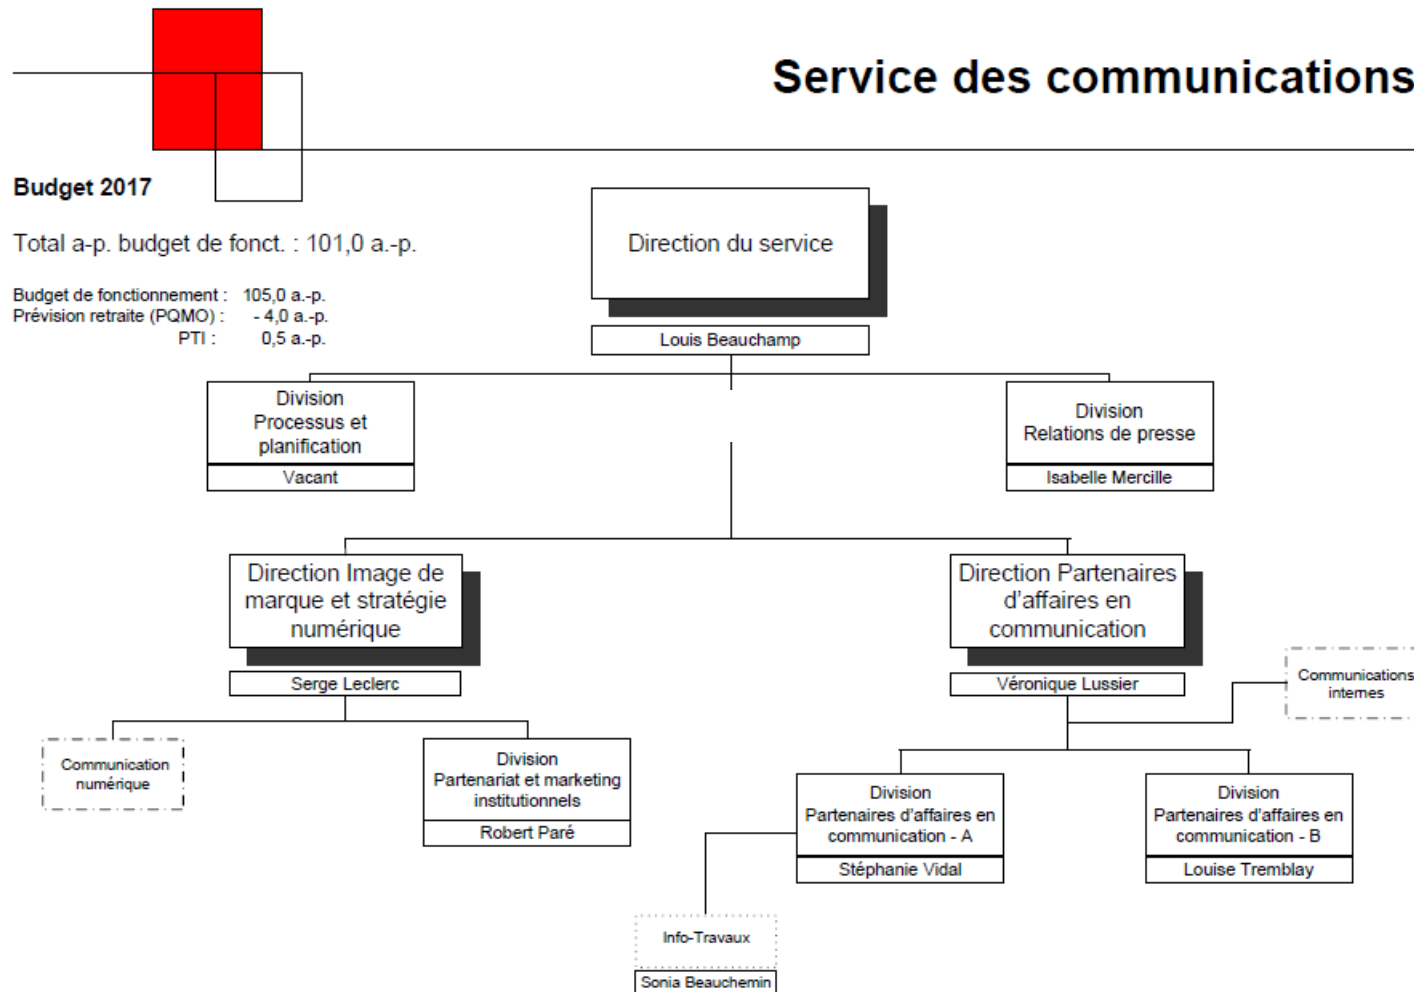 Service des communications
Budget 2017
Total a-p. budget de fonct. : 101,0 a.-p.
Budget de fonctionnement : 105,0 a.-p.
Prévision retraite (PQMO) : - 4,0 a.-p.
PTI : 0,5 a.-p.
Direction du service
Louis Beauchamp
Division
Processus et
planification
Vacant
Division
Relations de presse
Isabelle Mercille
Direction Image de
marque et stratégie
numérique
Serge Leclerc
Direction Partenaires
d'affaires en
communication
Véronique Lussier
Communications
internes
Communication
numérique
Division
Partenariat et marketing
institutionnels
Robert Paré
Division
Partenaires d'affaires en
communication - A
Stéphanie Vidal
Division
Partenaires d'affaires en
communication - B
Louise Tremblay
Info-Travaux
Sonia Beauchemin